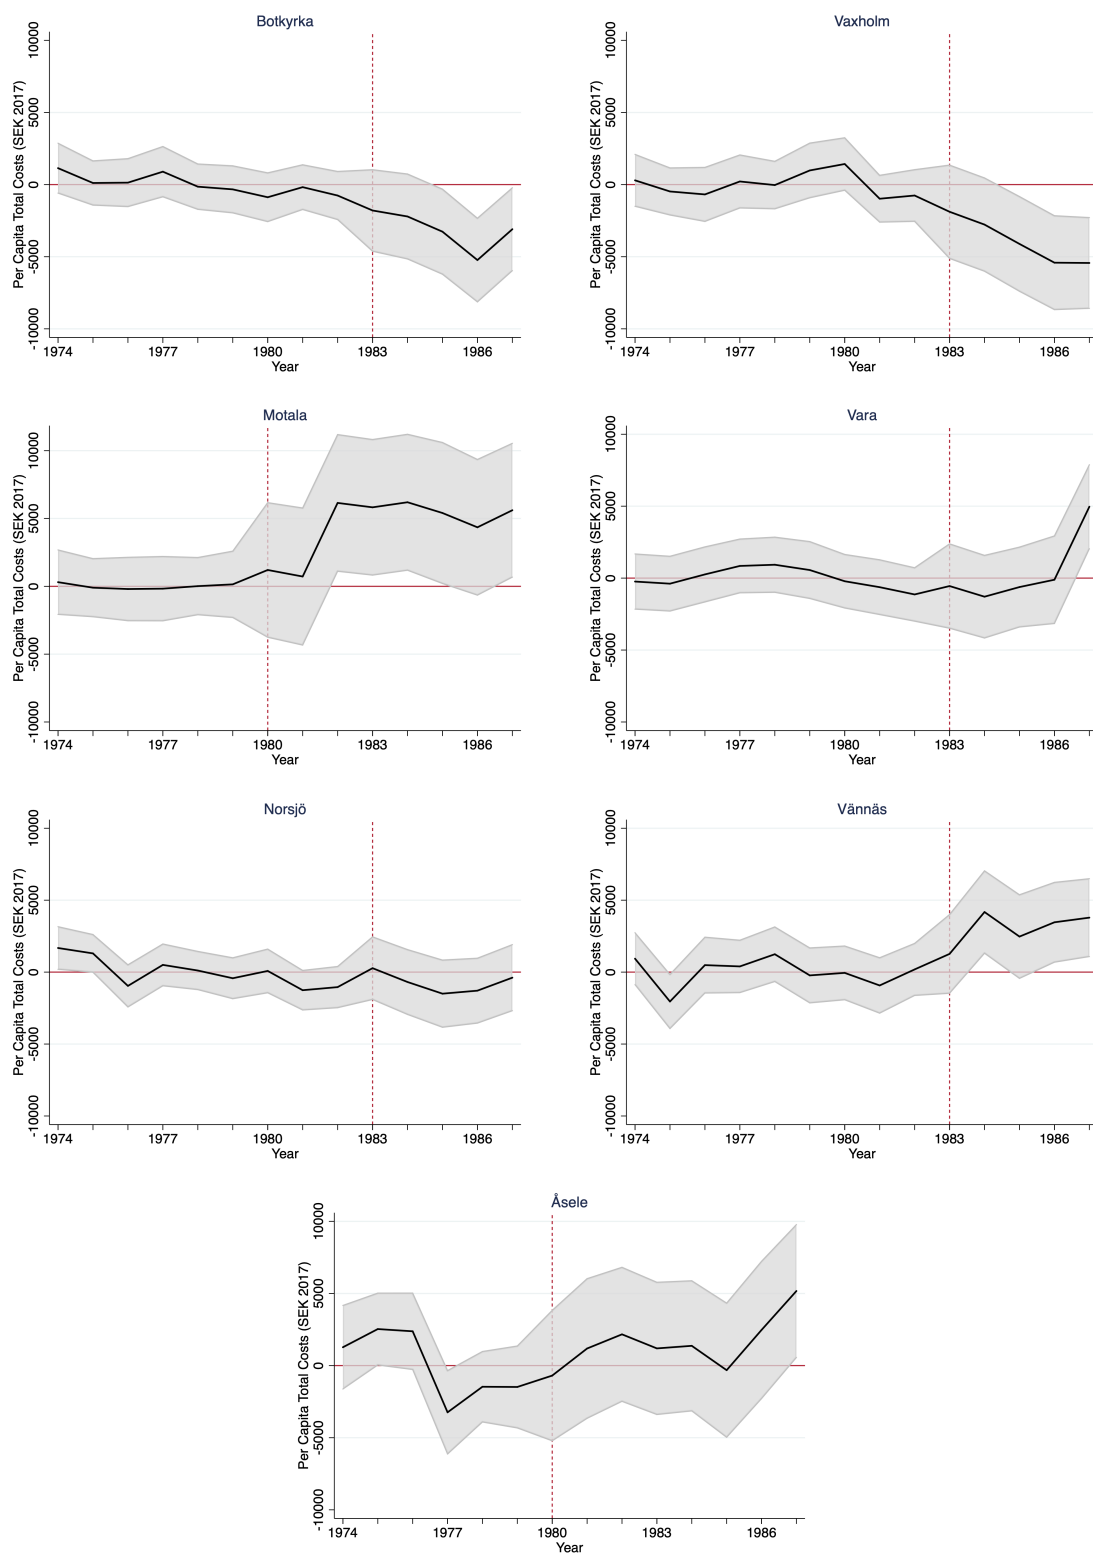 Botkyrka
Per Capita Total Costs (SEK 2017)
10000
5000
0
-5000
-10000
1974 1977 1980 1983 1986
Year
Vaxholm
Per Capita Total Costs (SEK 2017)
10000
5000
0
-5000
-10000
1974 1977 1980 1983 1986
Year
Motala
Per Capita Total Costs (SEK 2017)
10000
5000
0
-5000
-10000
1974 1977 1980 1983 1986
Year
Vara
Per Capita Total Costs (SEK 2017)
10000
5000
0
-5000
-10000
1974 1977 1980 1983 1986
Year
Norsjö
Per Capita Total Costs (SEK 2017)
10000
5000
0
-5000
-10000
1974 1977 1980 1983 1986
Year
Vännäs
Per Capita Total Costs (SEK 2017)
10000
5000
0
-5000
-10000
1974 1977 1980 1983 1986
Year
Åsele
Per Capita Total Costs (SEK 2017)
10000
5000
0
-5000
-10000
1974 1977 1980 1983 1986
Year